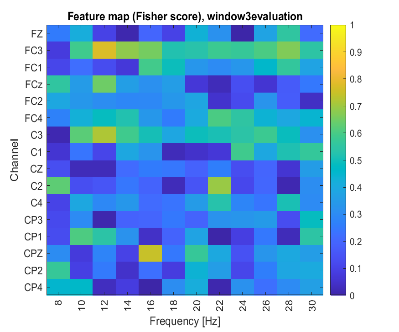 Feature map (Fisher score), window3evaluation
Channel
FZ
FC3
FC1
FCz
FC2
FC4
C3
C1
CZ
C2
C4
CP3
CP1
CPZ
CP2
CP4
8 10 12 14 16 18 20 22 24 26 28 30
Frequency [Hz]
1
0.9
0.8
0.7
0.6
0.5
0.4
0.3
0.2
0.1
0